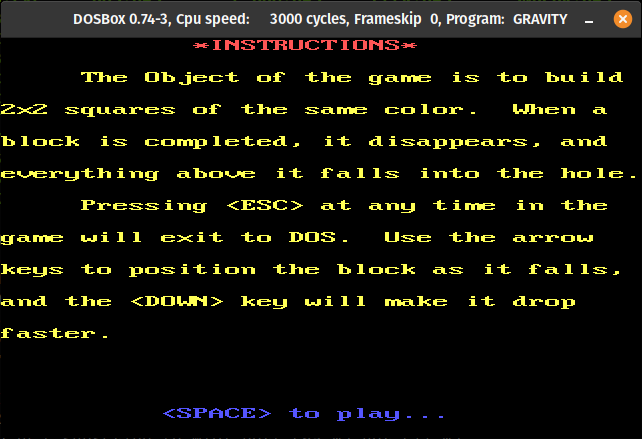 DOSBox 0.74-3, Cpu speed: 3000 cycles, Frameskip 0, Program: GRAVITY
*INSTRUCTIONS*
The Object of the game is to build
2x2 squares of the same color. When a
block is completed, it disappears, and
everything above it falls into the hole.
Pressing <ESC> at any time in the
game will exit to DOS. Use the arrow
keys to position the block as it falls,
and the <DOWN> key will make it drop
faster.
<SPACE> to play...